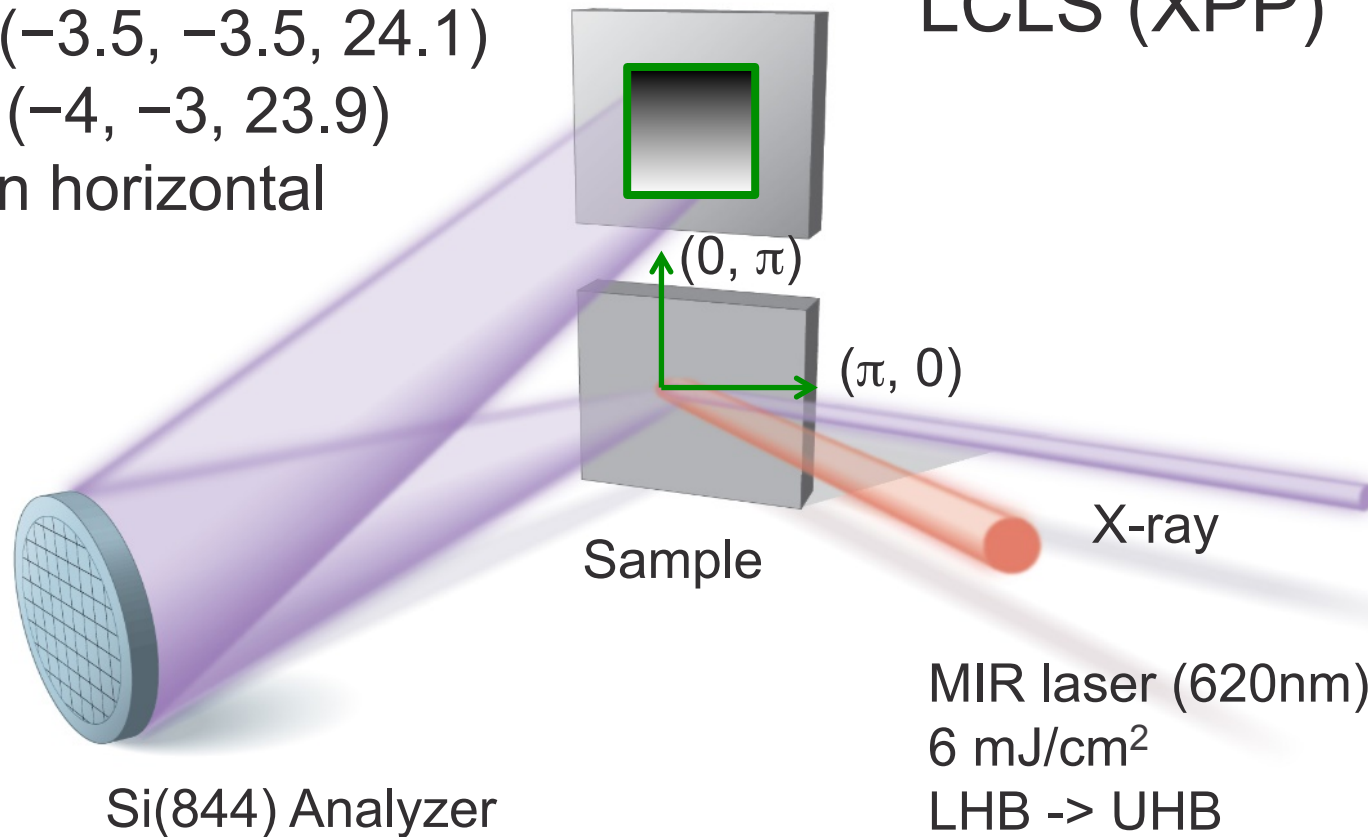 (−3.5, −3.5, 24.1)
LCLS (XPP)
(−4, −3, 23.9)
n horizontal
(0, π)
(π, 0)
X-ray
Sample
MIR laser (620nm)
6 mJ/cm²
Si(844) Analyzer
LHB -> UHB